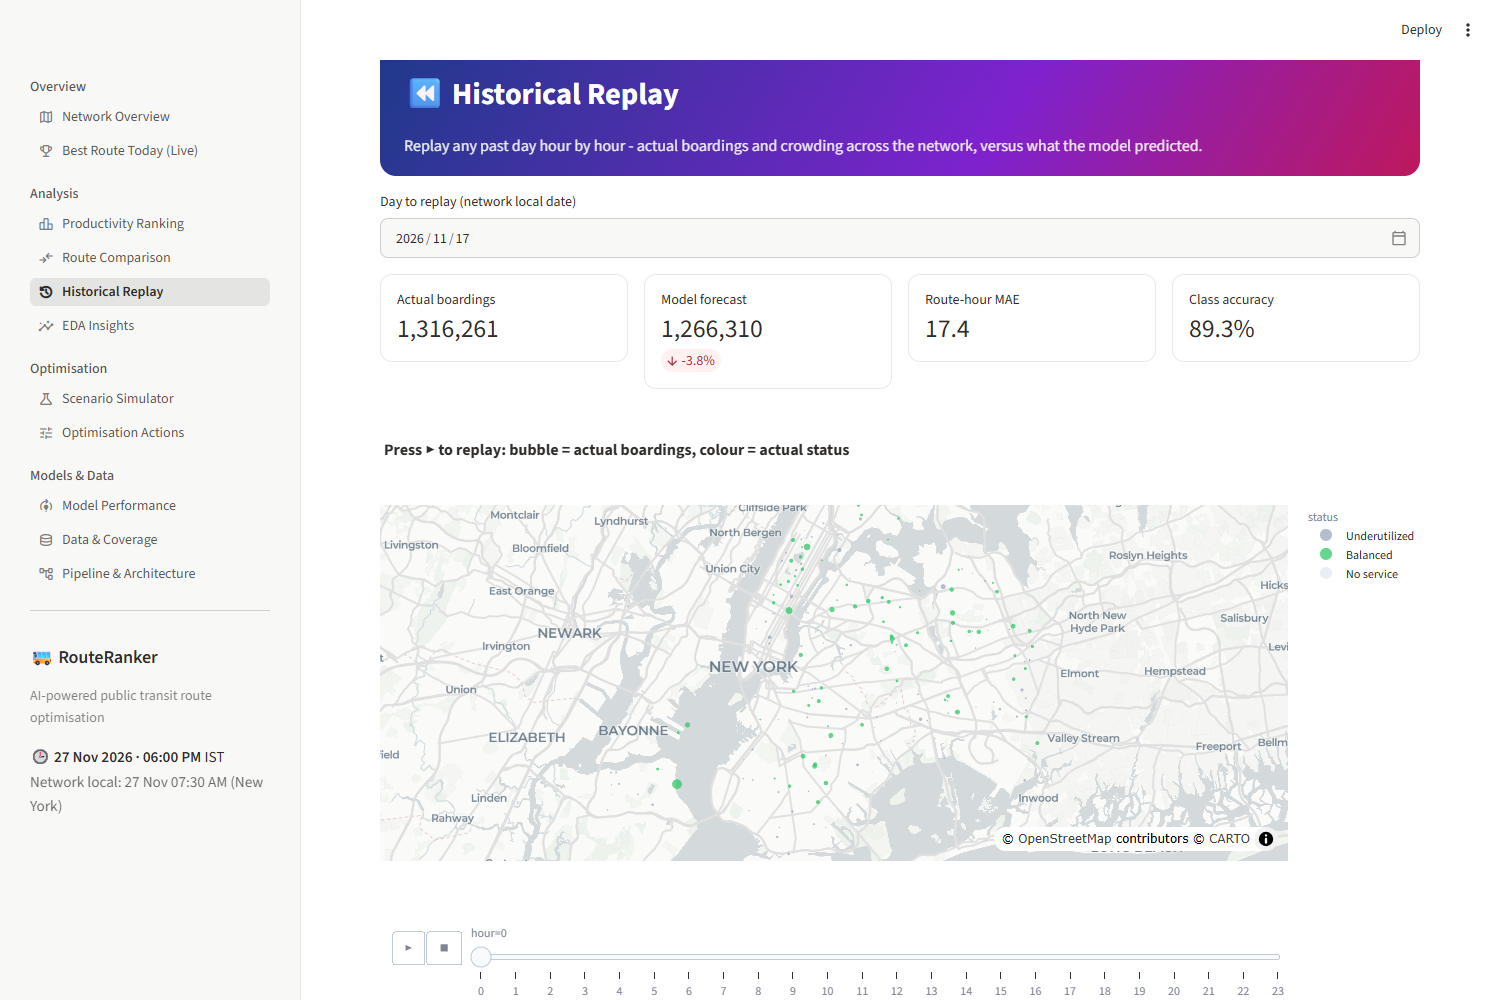 Deploy
Overview
Network Overview
Best Route Today (Live)
Analysis
Productivity Ranking
Route Comparison
Historical Replay
EDA Insights
Optimisation
Scenario Simulator
Optimisation Actions
Models & Data
Model Performance
Data & Coverage
Pipeline & Architecture
RouteRanker
AI-powered public transit route
optimisation
27 Nov 2026 · 06:00 PM IST
Network local: 27 Nov 07:30 AM (New
York)
Historical Replay
Replay any past day hour by hour - actual boardings and crowding across the network, versus what the model predicted.
Day to replay (network local date)
2026 / 11 / 17
Actual boardings
1,316,261
Model forecast
1,266,310
-3.8%
Route-hour MAE
17.4
Class accuracy
89.3%
Press ▶ to replay: bubble = actual boardings, colour = actual status
Montclair
Lyndhurst
Cliffside Park
North Bergen
Livingston
Bloomfield
Union City
Roslyn Heights
East Orange
Hicks
NEWARK
North New
Hyde Park
Salisbury
Irvington
NEW YORK
Levi
Elmont
Hempstead
Union
BAYONNE
ELIZABETH
Valley Stream
Freeport
Bellm
field
Linden
Inwood
Rahway
© OpenStreetMap contributors © CARTO
status
Underutilized
Balanced
No service
hour=0
0 1 2 3 4 5 6 7 8 9 10 11 12 13 14 15 16 17 18 19 20 21 22 23